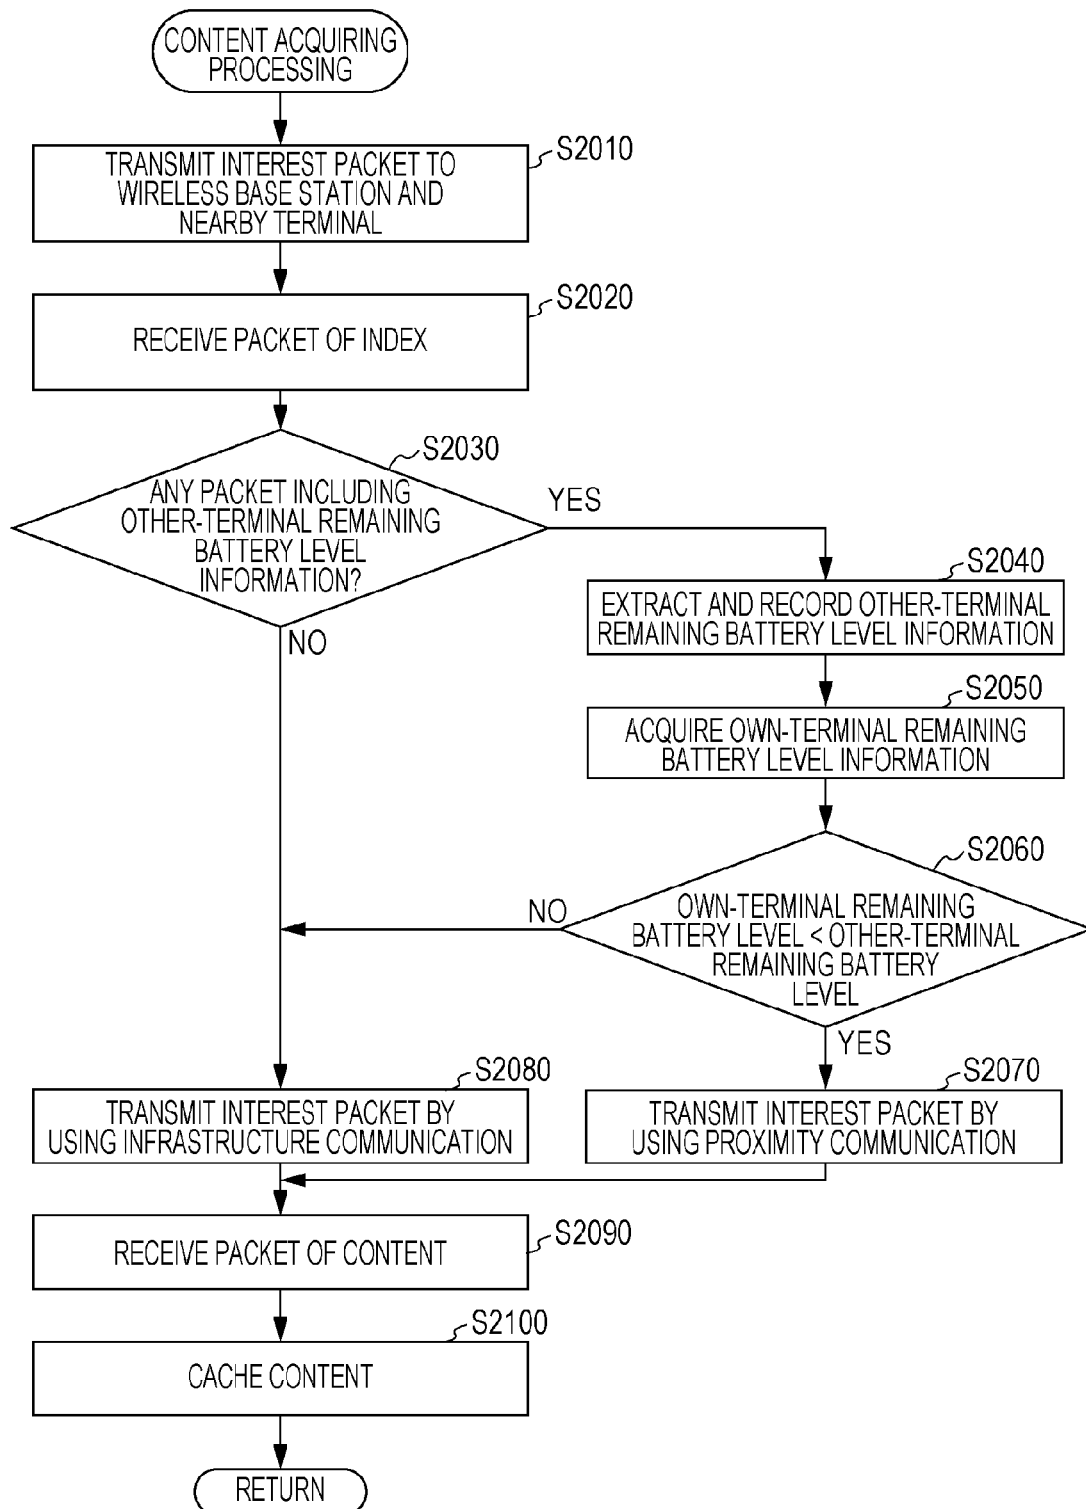 CONTENT ACQUIRING
PROCESSING
S2010
TRANSMIT INTEREST PACKET TO
WIRELESS BASE STATION AND
NEARBY TERMINAL
S2020
RECEIVE PACKET OF INDEX
S2030
ANY PACKET INCLUDING
OTHER-TERMINAL REMAINING
BATTERY LEVEL
INFORMATION?
YES
NO
S2040
EXTRACT AND RECORD OTHER-TERMINAL
REMAINING BATTERY LEVEL INFORMATION
S2050
ACQUIRE OWN-TERMINAL REMAINING
BATTERY LEVEL INFORMATION
S2060
OWN-TERMINAL REMAINING
BATTERY LEVEL < OTHER-TERMINAL
REMAINING BATTERY
LEVEL
NO
YES
S2080
TRANSMIT INTEREST PACKET BY
USING INFRASTRUCTURE COMMUNICATION
S2070
TRANSMIT INTEREST PACKET BY
USING PROXIMITY COMMUNICATION
S2090
RECEIVE PACKET OF CONTENT
S2100
CACHE CONTENT
RETURN